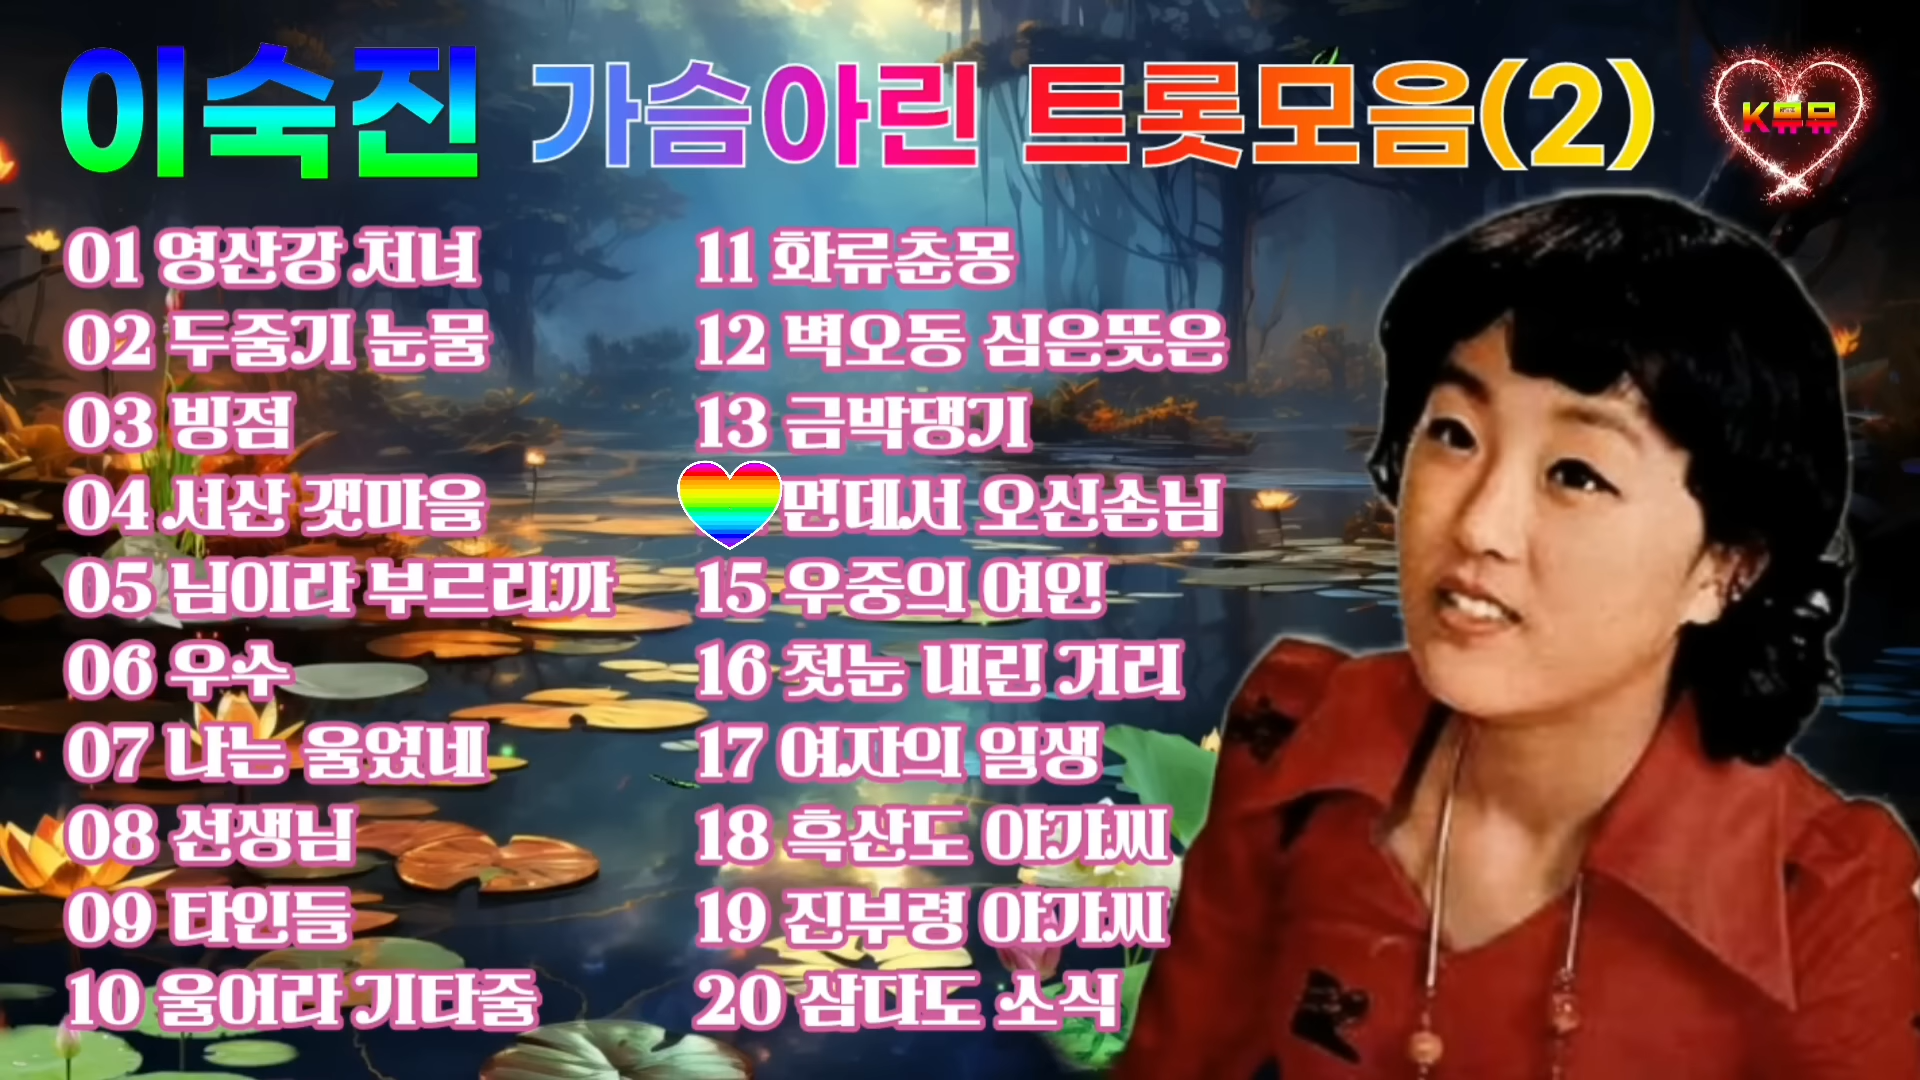 이숙진 가슴아린 트롯모음(2)
K뮤뮤
01 영산강 처녀
02 두줄기 눈물
03 빙점
04 서산 갯마을
05 님이라 부르리까
06 우수
07 나는 울었네
08 선생님
09 타인들
10 울어라 기타줄
11 화류춘몽
12 벽오동 심은뜻은
13 금박댕기
먼데서 오신손님
15 우중의 여인
16 첫눈 내린 거리
17 여자의 일생
18 흑산도 아가씨
19 진부령 아가씨
20 삼다도 소식